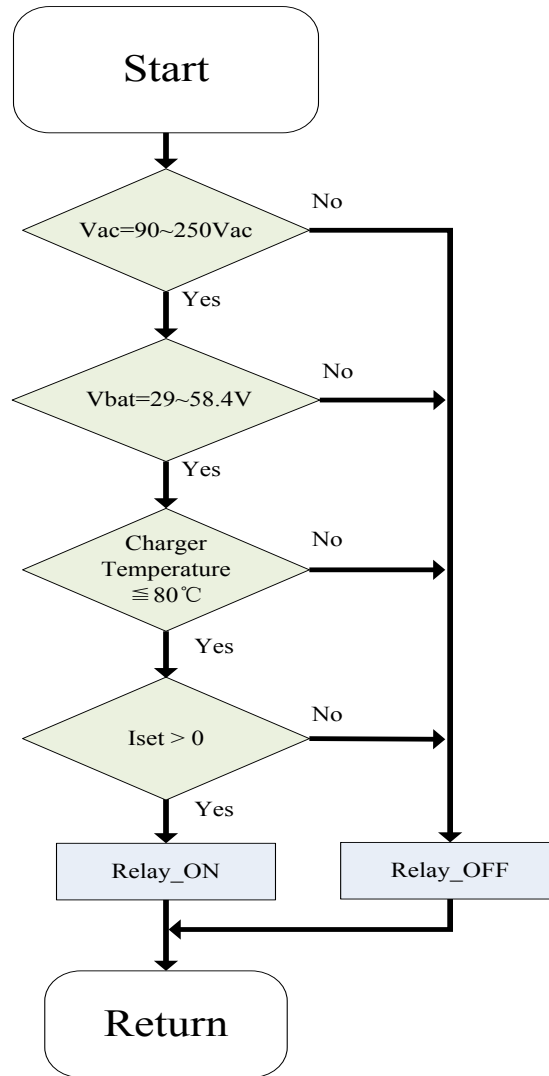 Start
Vac=90~250Vac
No
Yes
Vbat=29~58.4V
No
Yes
Charger
Temperature
≦80℃
No
Yes
Iset > 0
No
Yes
Relay_ON
Relay_OFF
Return